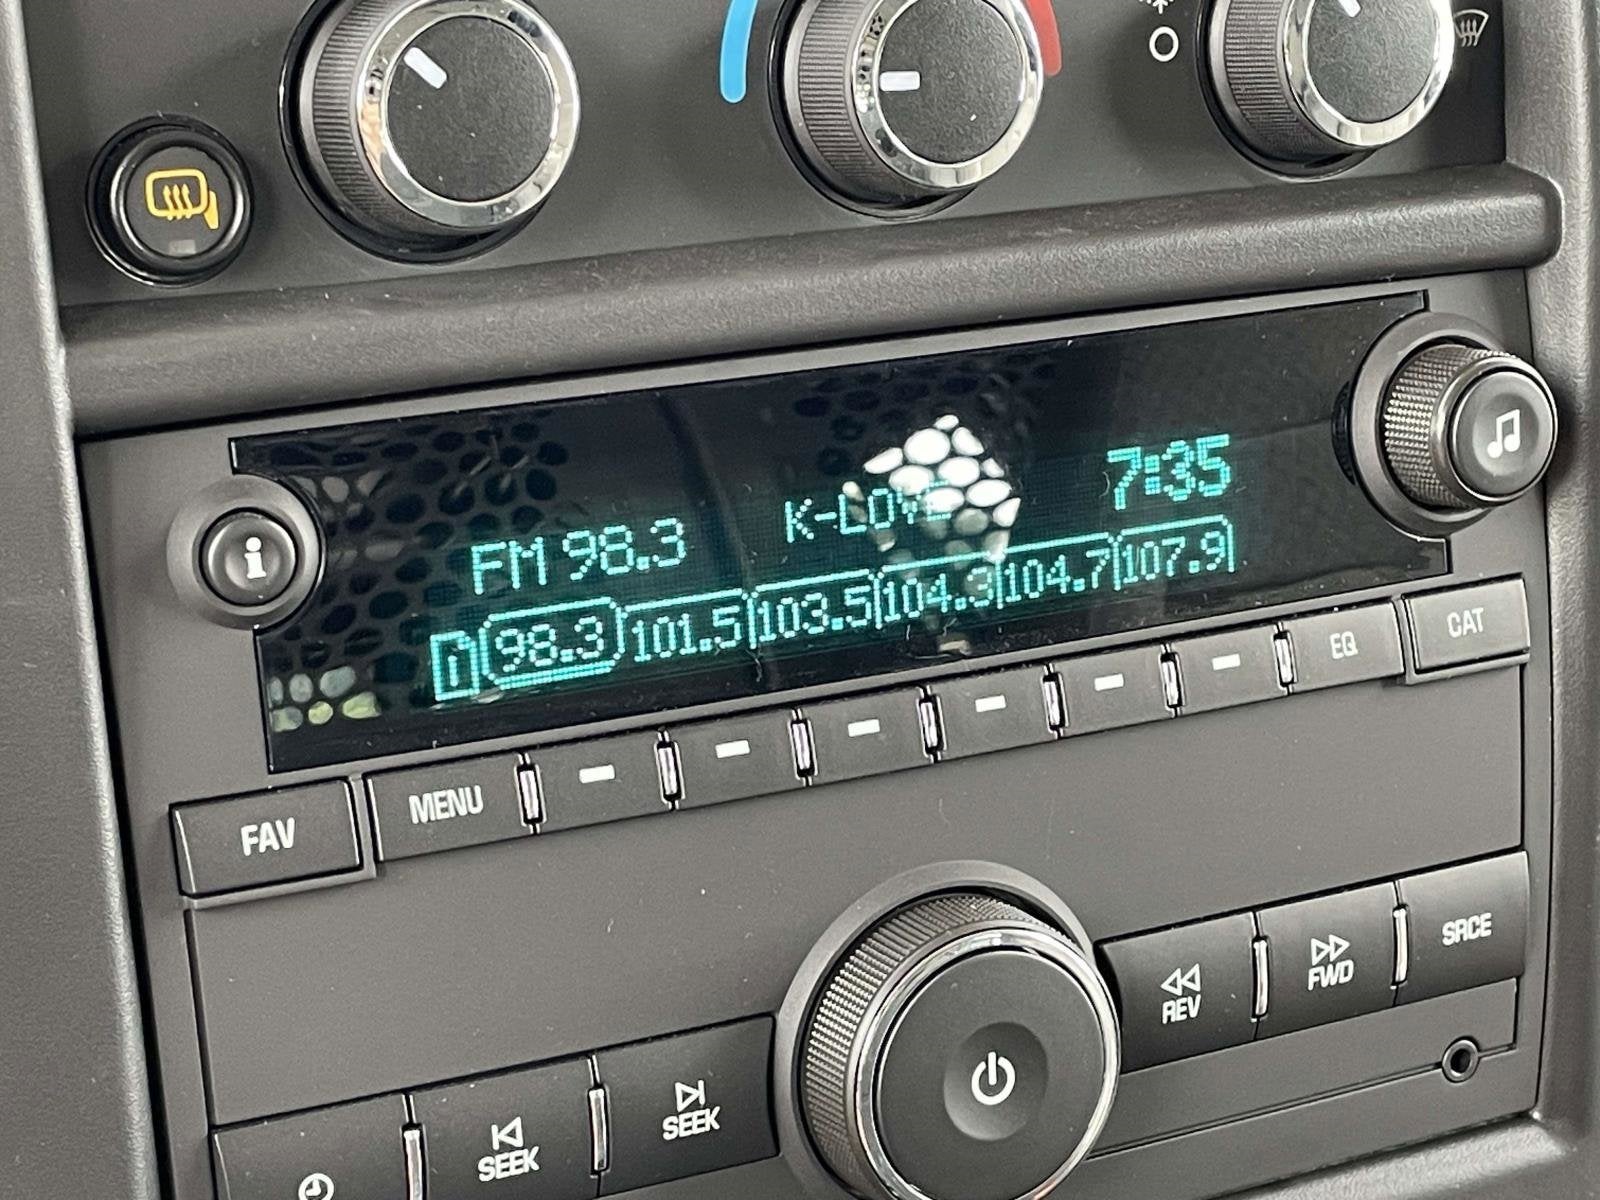 7:35
K-LOVE
FM 98.3
1 98.3 101.5 103.5 104.3 104.7 107.9
FAV MENU EQ CAT
REV FWD SRCE
SEEK SEEK